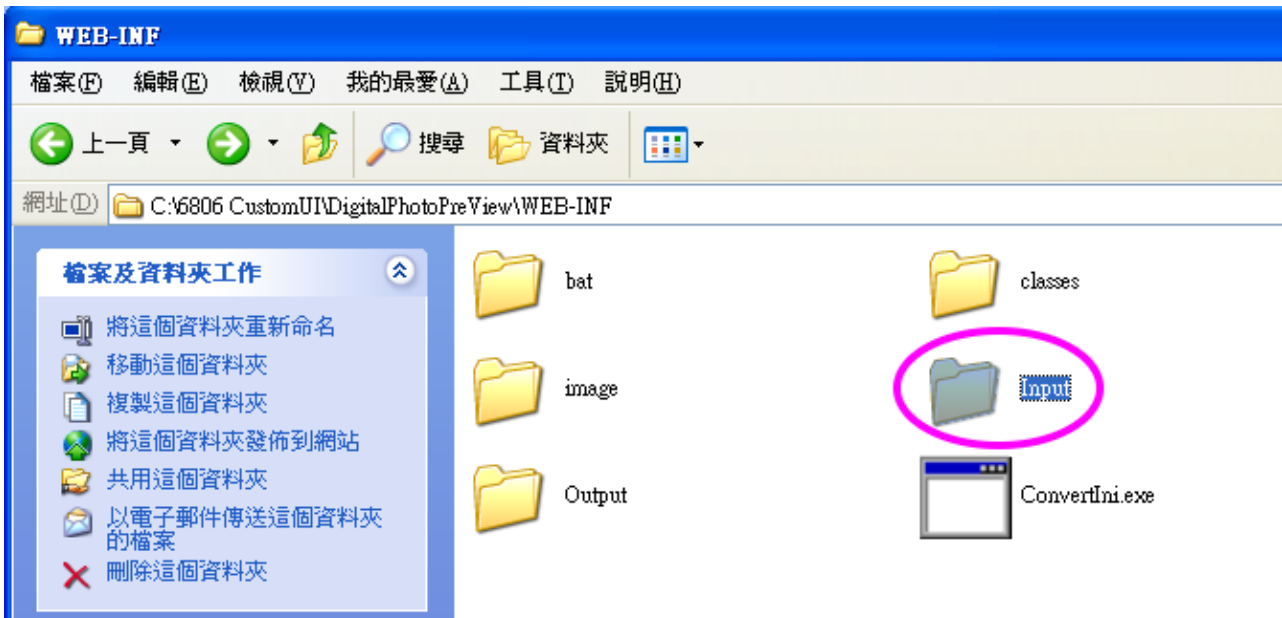 WEB-INF
檔案(F) 編輯(E) 檢視(V) 我的最愛(A) 工具(T) 說明(H)
上一頁 搜尋 資料夾
網址(D) C:\6806 CustomUI\DigitalPhotoPreView\WEB-INF
檔案及資料夾工作
將這個資料夾重新命名
移動這個資料夾
複製這個資料夾
將這個資料夾發佈到網站
共用這個資料夾
以電子郵件傳送這個資料夾
的檔案
刪除這個資料夾
bat classes
image Input
Output ConvertIni.exe